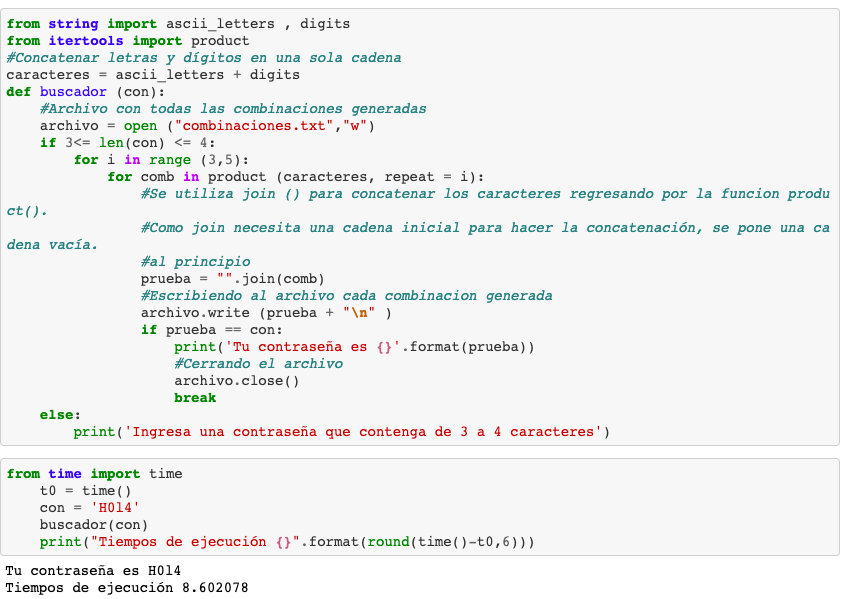 from string import ascii_letters , digits
from itertools import product
#Concatenar letras y dígitos en una sola cadena
caracteres = ascii_letters + digits
def buscador (con):
    #Archivo con todas las combinaciones generadas
    archivo = open ("combinaciones.txt","w")
    if 3<= len(con) <= 4:
        for i in range (3,5):
            for comb in product (caracteres, repeat = i):
                #Se utiliza join () para concatenar los caracteres regresando por la funcion produ
ct().
                #Como join necesita una cadena inicial para hacer la concatenación, se pone una ca
dena vacía.
                #al principio
                prueba = "".join(comb)
                #Escribiendo al archivo cada combinacion generada
                archivo.write (prueba + "\n" )
                if prueba == con:
                    print('Tu contraseña es {}'.format(prueba))
                    #Cerrando el archivo
                    archivo.close()
                    break
    else:
        print('Ingresa una contraseña que contenga de 3 a 4 caracteres')
from time import time
    t0 = time()
    con = 'H0l4'
    buscador(con)
    print("Tiempos de ejecución {}".format(round(time()-t0,6)))
Tu contraseña es H0l4
Tiempos de ejecución 8.602078